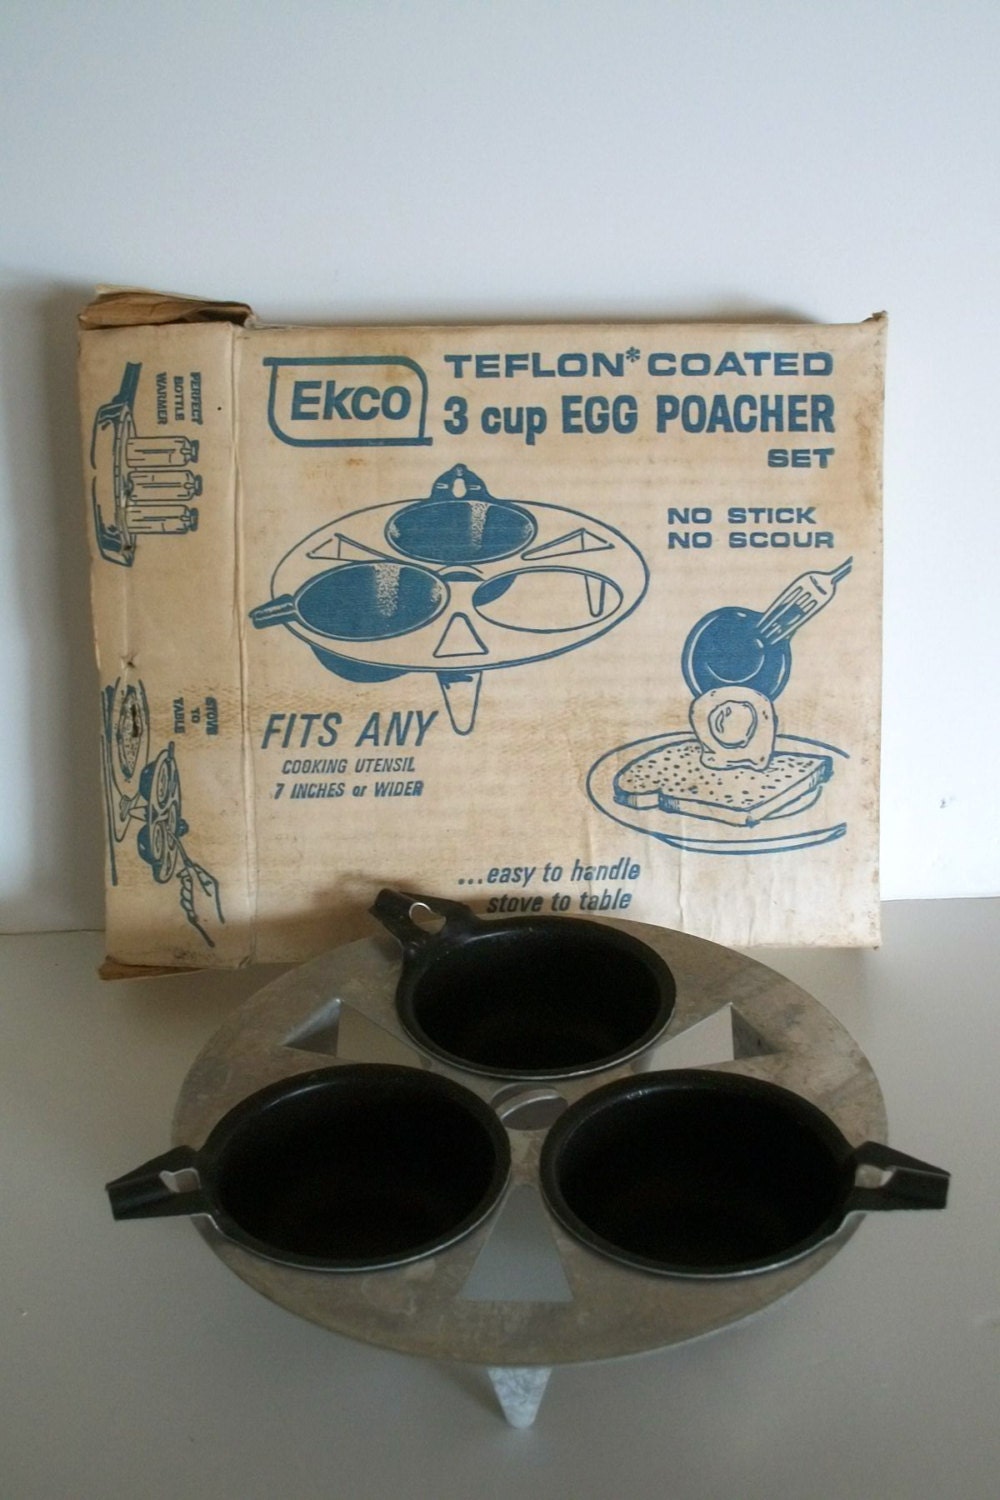 PERFECT
BOTTLE
WARMER
STOVE
TO
TABLE
EKCO
TEFLON* COATED
3 cup EGG POACHER
SET
NO STICK
NO SCOUR
FITS ANY
COOKING UTENSIL
7 INCHES or WIDER
...easy to handle
stove to table